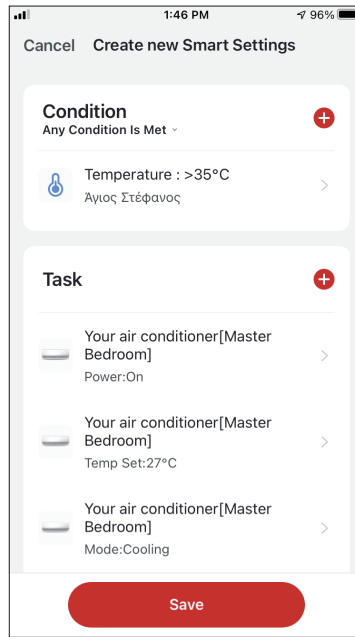 1:46 PM
96%
Cancel Create new Smart Settings
Condition
Any Condition Is Met
Temperature : >35°C
Άγιος Στέφανος
Task
Your air conditioner[Master
Bedroom]
Power:On
Your air conditioner[Master
Bedroom]
Temp Set:27°C
Your air conditioner[Master
Bedroom]
Mode:Cooling
Save